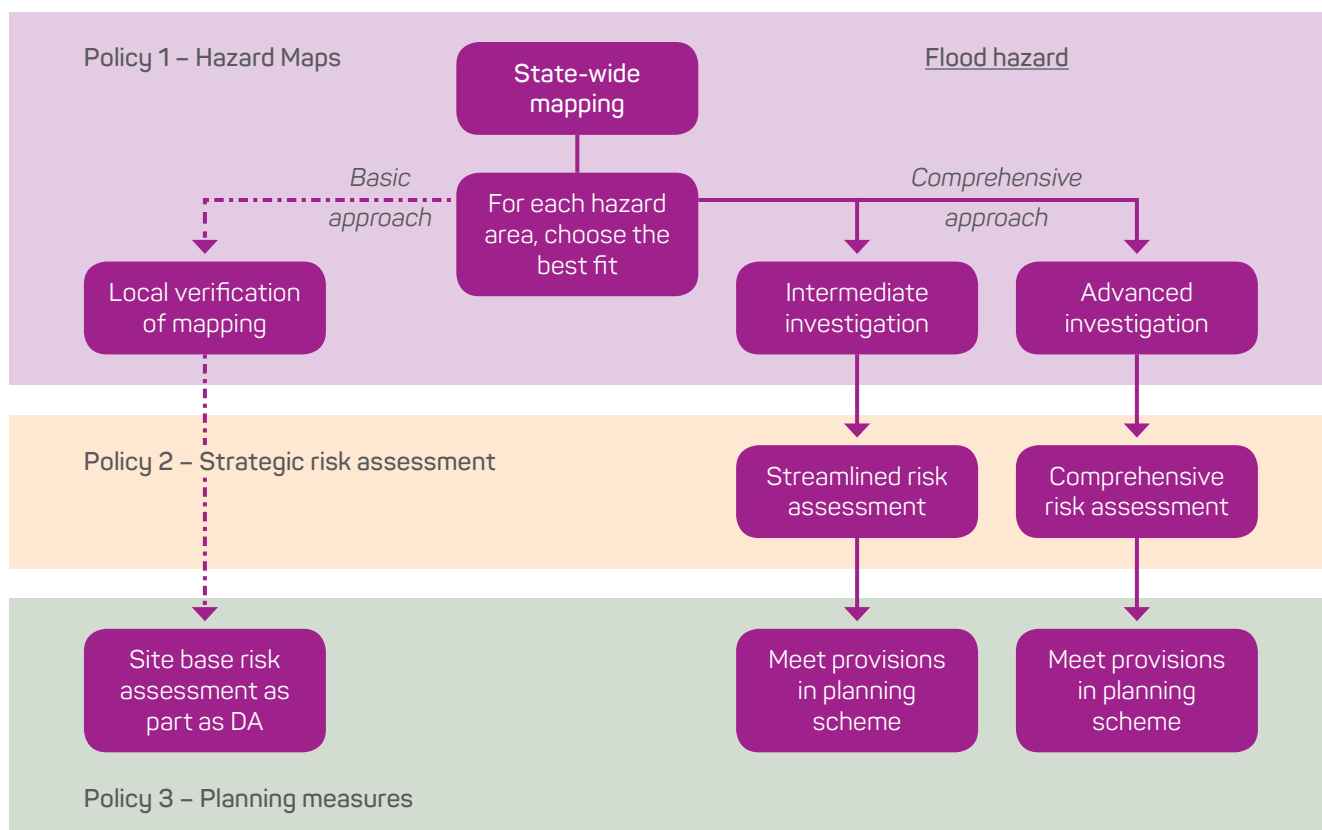 Policy 1 – Hazard Maps
Flood hazard
State-wide
mapping
Basic
approach
For each hazard
area, choose the
best fit
Comprehensive
approach
Local verification
of mapping
Intermediate
investigation
Advanced
investigation
Policy 2 – Strategic risk assessment
Streamlined risk
assessment
Comprehensive
risk assessment
Site base risk
assessment as
part as DA
Meet provisions
in planning
scheme
Meet provisions
in planning
scheme
Policy 3 – Planning measures